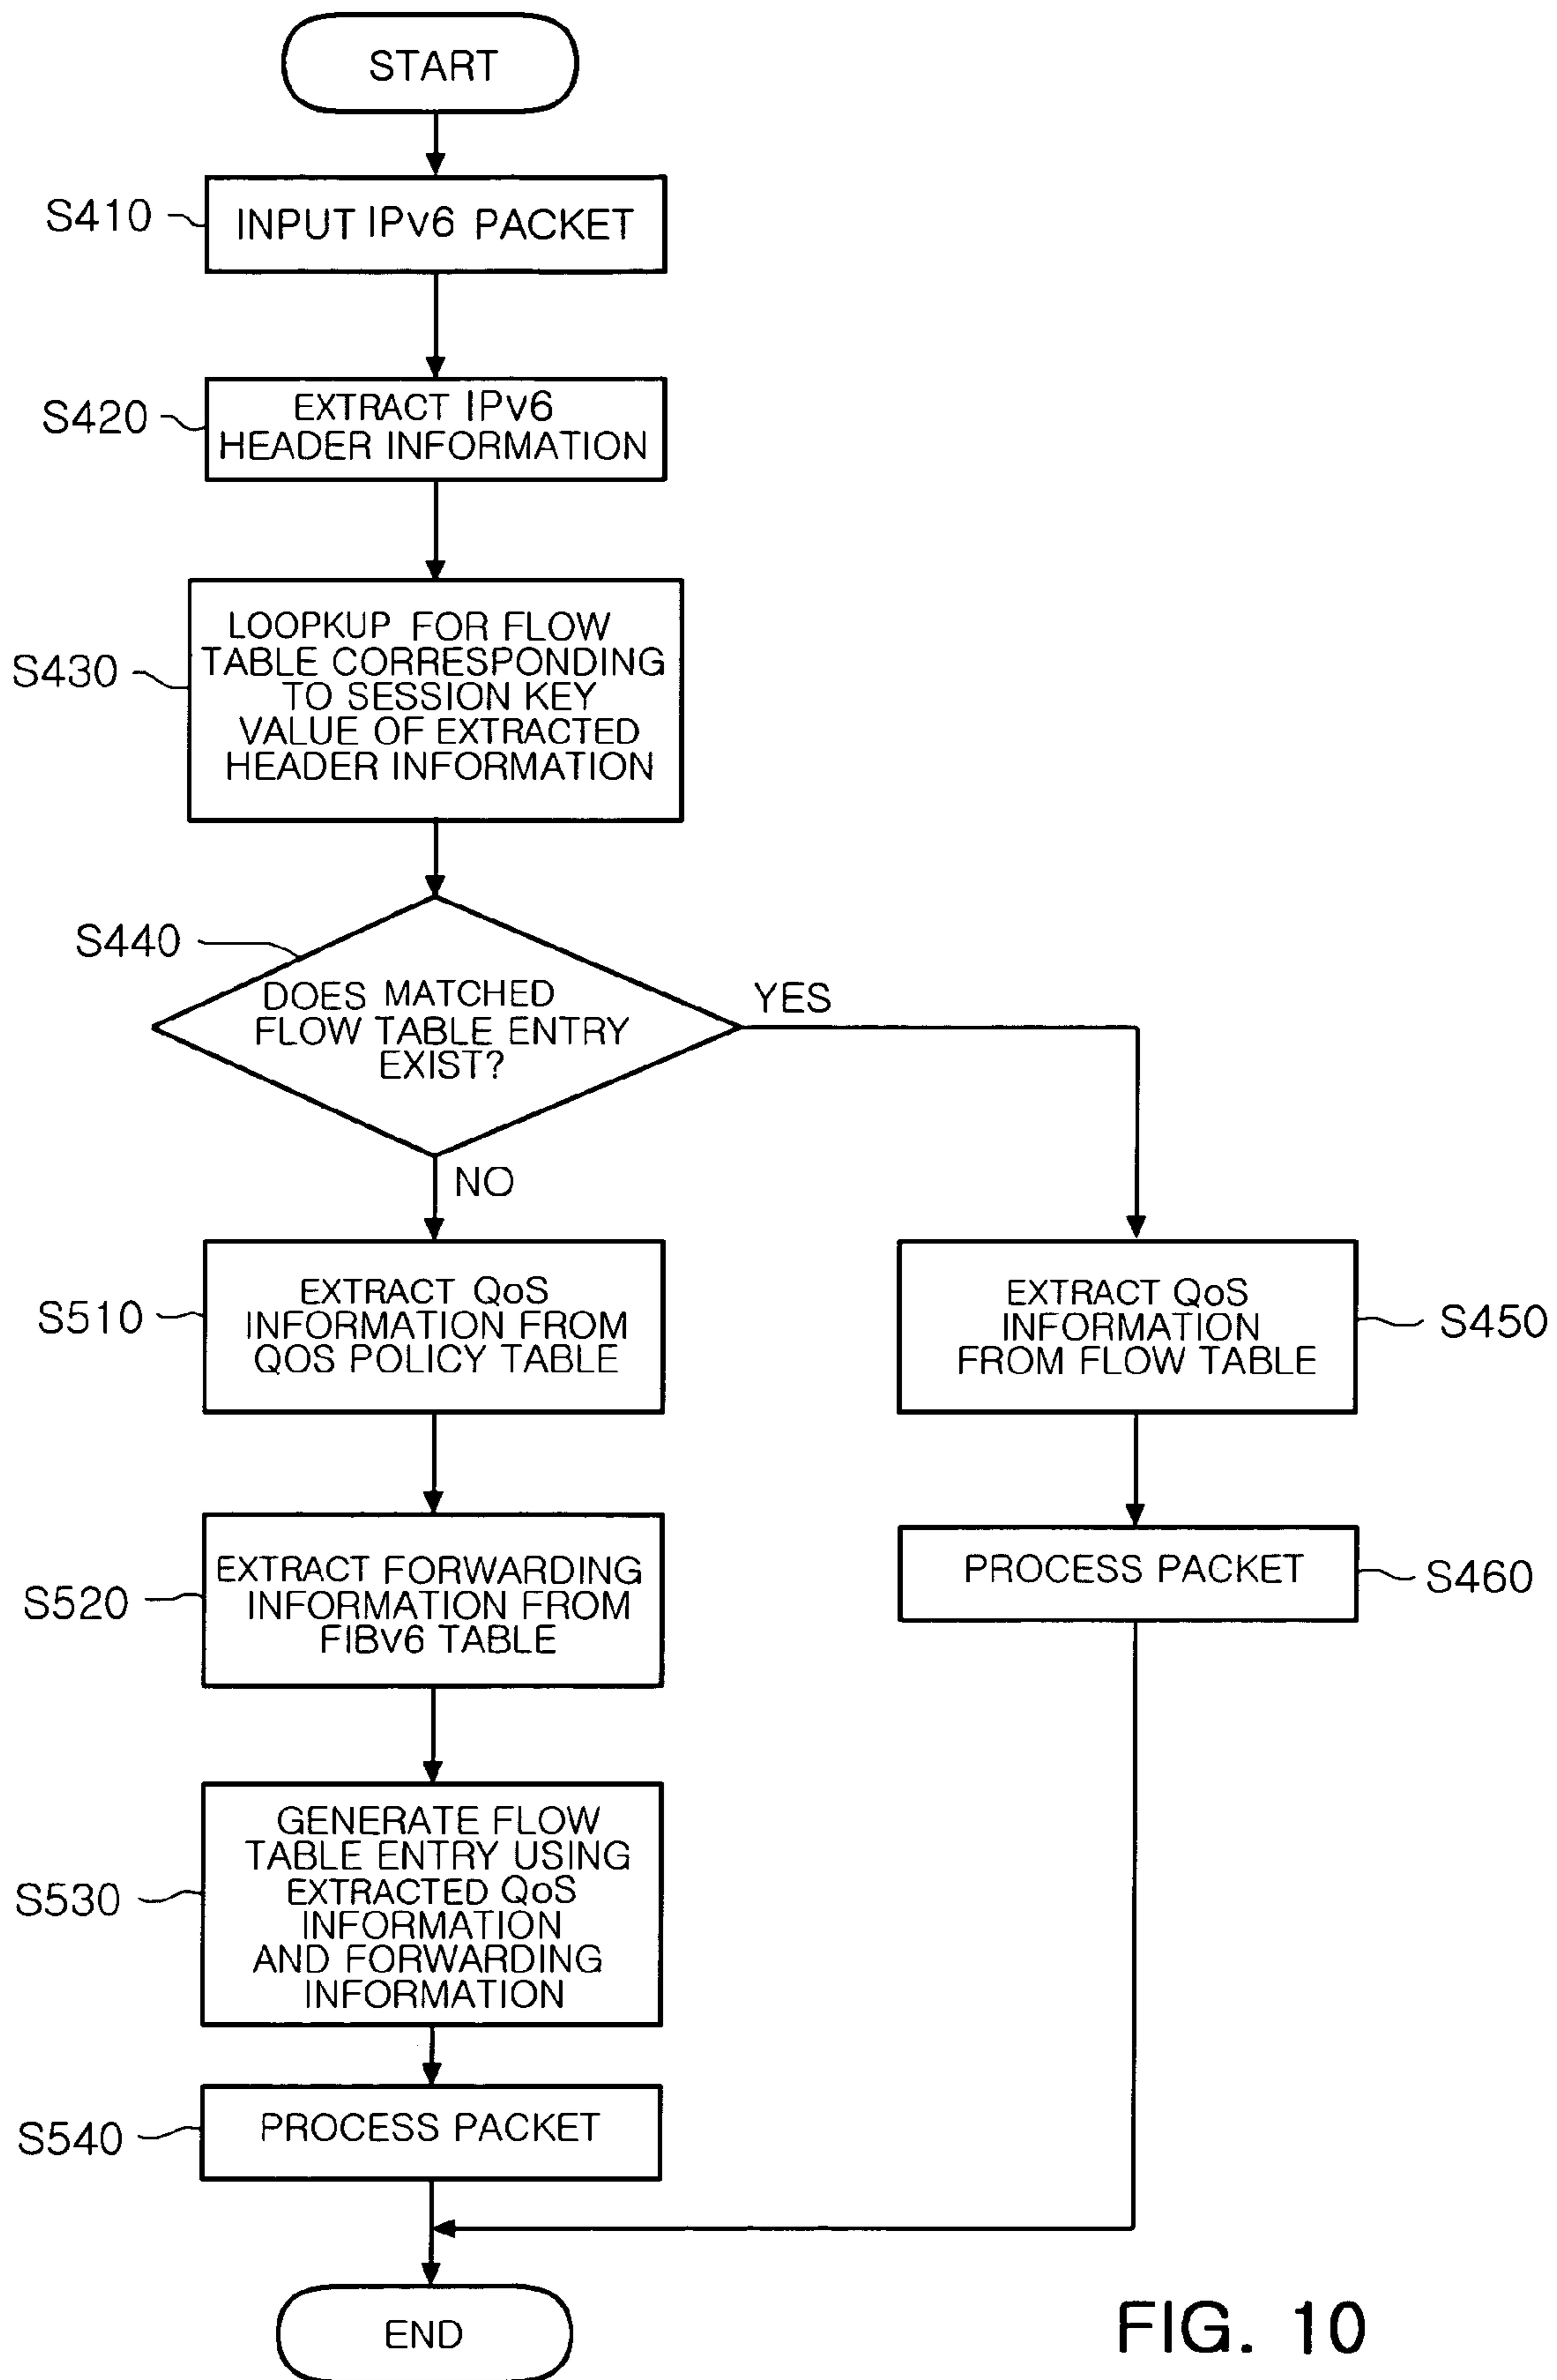 START
S410
INPUT IPv6 PACKET
S420
EXTRACT IPv6
HEADER INFORMATION
S430
LOOPKUP FOR FLOW
TABLE CORRESPONDING
TO SESSION KEY
VALUE OF EXTRACTED
HEADER INFORMATION
S440
DOES MATCHED
FLOW TABLE ENTRY
EXIST?
YES
NO
S510
EXTRACT QoS
INFORMATION FROM
QOS POLICY TABLE
EXTRACT QoS
INFORMATION
FROM FLOW TABLE
S450
S520
EXTRACT FORWARDING
INFORMATION FROM
FIBv6 TABLE
PROCESS PACKET
S460
S530
GENERATE FLOW
TABLE ENTRY USING
EXTRACTED QoS
INFORMATION
AND FORWARDING
INFORMATION
S540
PROCESS PACKET
END
FIG. 10